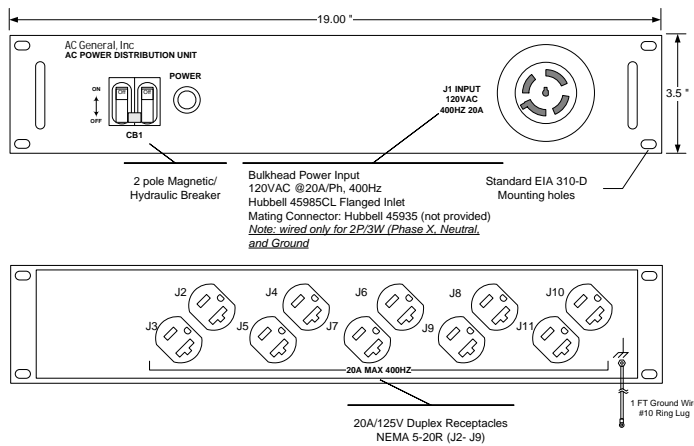 19.00 "
AC General, Inc
AC POWER DISTRIBUTION UNIT
POWER
ON
OFF
Off
Off
CB1
J1 INPUT
120VAC
400HZ 20A
3.5 "
2 pole Magnetic/
Hydraulic Breaker
Bulkhead Power Input
120VAC @20A/Ph, 400Hz
Hubbell 45985CL Flanged Inlet
Mating Connector: Hubbell 45935 (not provided)
Note: wired only for 2P/3W (Phase X, Neutral,
and Ground
Standard EIA 310-D
Mounting holes
J2
J4
J6
J8
J10
J3
J5
J7
J9
J11
20A MAX 400HZ
1 FT Ground Wir
#10 Ring Lug
20A/125V Duplex Receptacles
NEMA 5-20R (J2- J9)